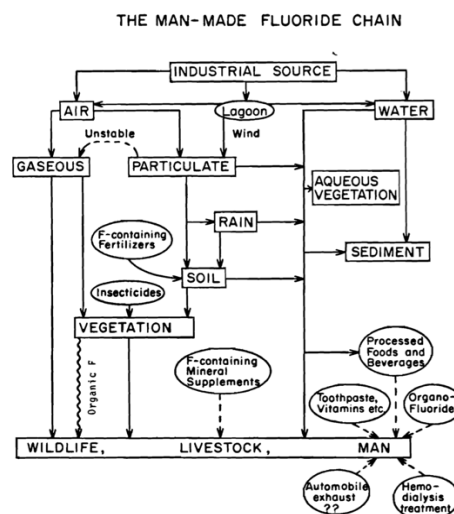 THE MAN-MADE FLUORIDE CHAIN
INDUSTRIAL SOURCE
AIR
Lagoon
WATER
Unstable
Wind
GASEOUS
PARTICULATE
AQUEOUS
VEGETATION
RAIN
F-containing
Fertilizers
SEDIMENT
SOIL
Insecticides
VEGETATION
Organic F
F-containing
Mineral
Supplements
Processed
Foods and
Beverages
Toothpaste,
Vitamins etc.
Organo-
Fluoride
WILDLIFE, LIVESTOCK, MAN
Automobile
exhaust
??
Hemo-
dialysis
treatment